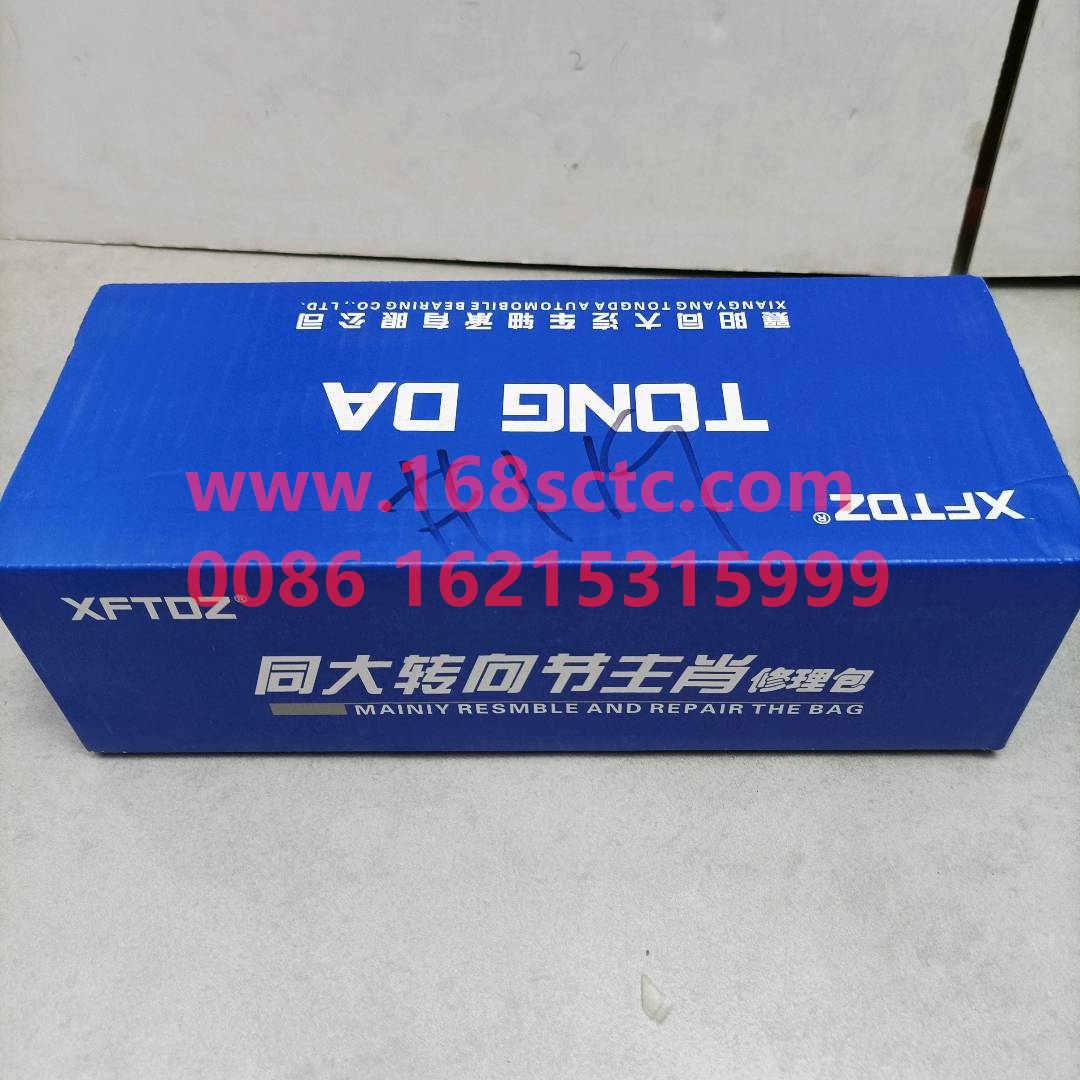 XIANGYANG TONGDA AUTOMOBILE BEARING CO., LTD.
襄阳同大汽车轴承有限公司
TONG DA
XFTDZ®
www.168sctc.com
0086 16215315999
XFTDZ®
同大转向节主肖修理包
MAINIY RESMBLE AND REPAIR THE BAG